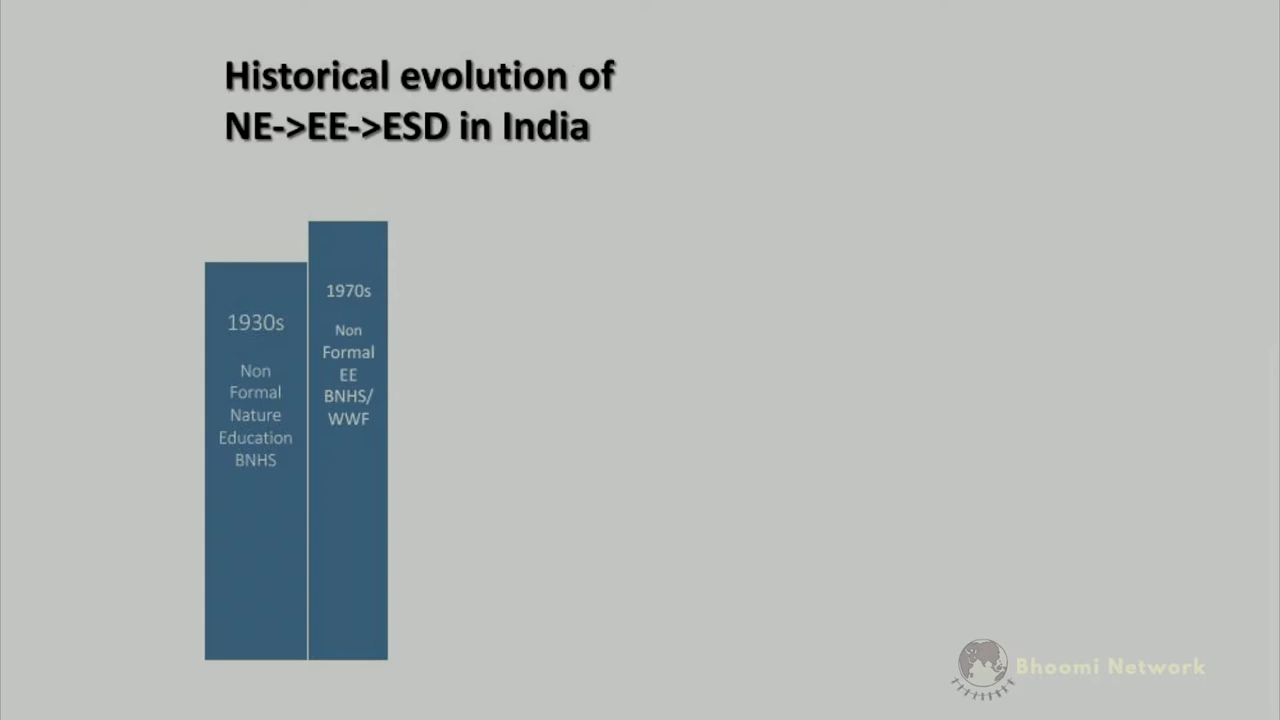 Historical evolution of
NE->EE->ESD in India
1930s
Non
Formal
Nature
Education
BNHS
1970s
Non
Formal
EE
BNHS/
WWF
Bhoomi Network